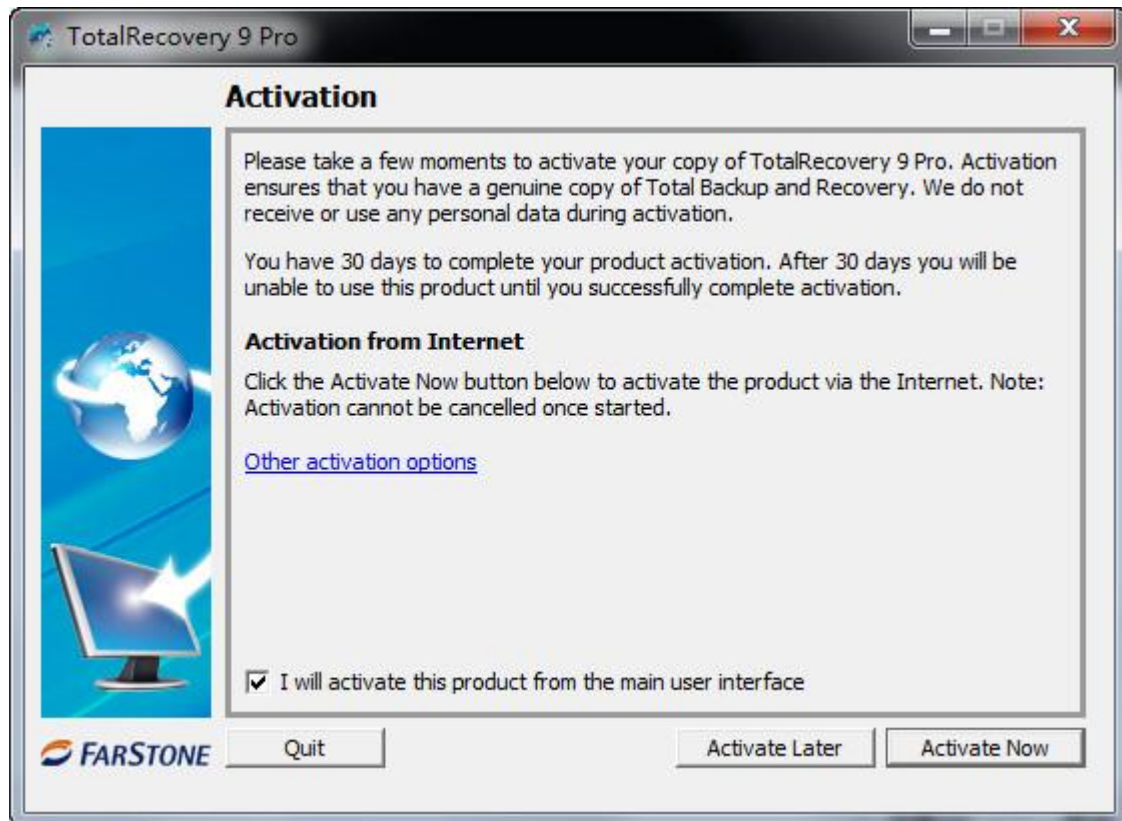 TotalRecovery 9 Pro
Activation
Please take a few moments to activate your copy of TotalRecovery 9 Pro. Activation
ensures that you have a genuine copy of Total Backup and Recovery. We do not
receive or use any personal data during activation.
You have 30 days to complete your product activation. After 30 days you will be
unable to use this product until you successfully complete activation.
Activation from Internet
Click the Activate Now button below to activate the product via the Internet. Note:
Activation cannot be cancelled once started.
Other activation options
I will activate this product from the main user interface
FARSTONE
Quit
Activate Later
Activate Now